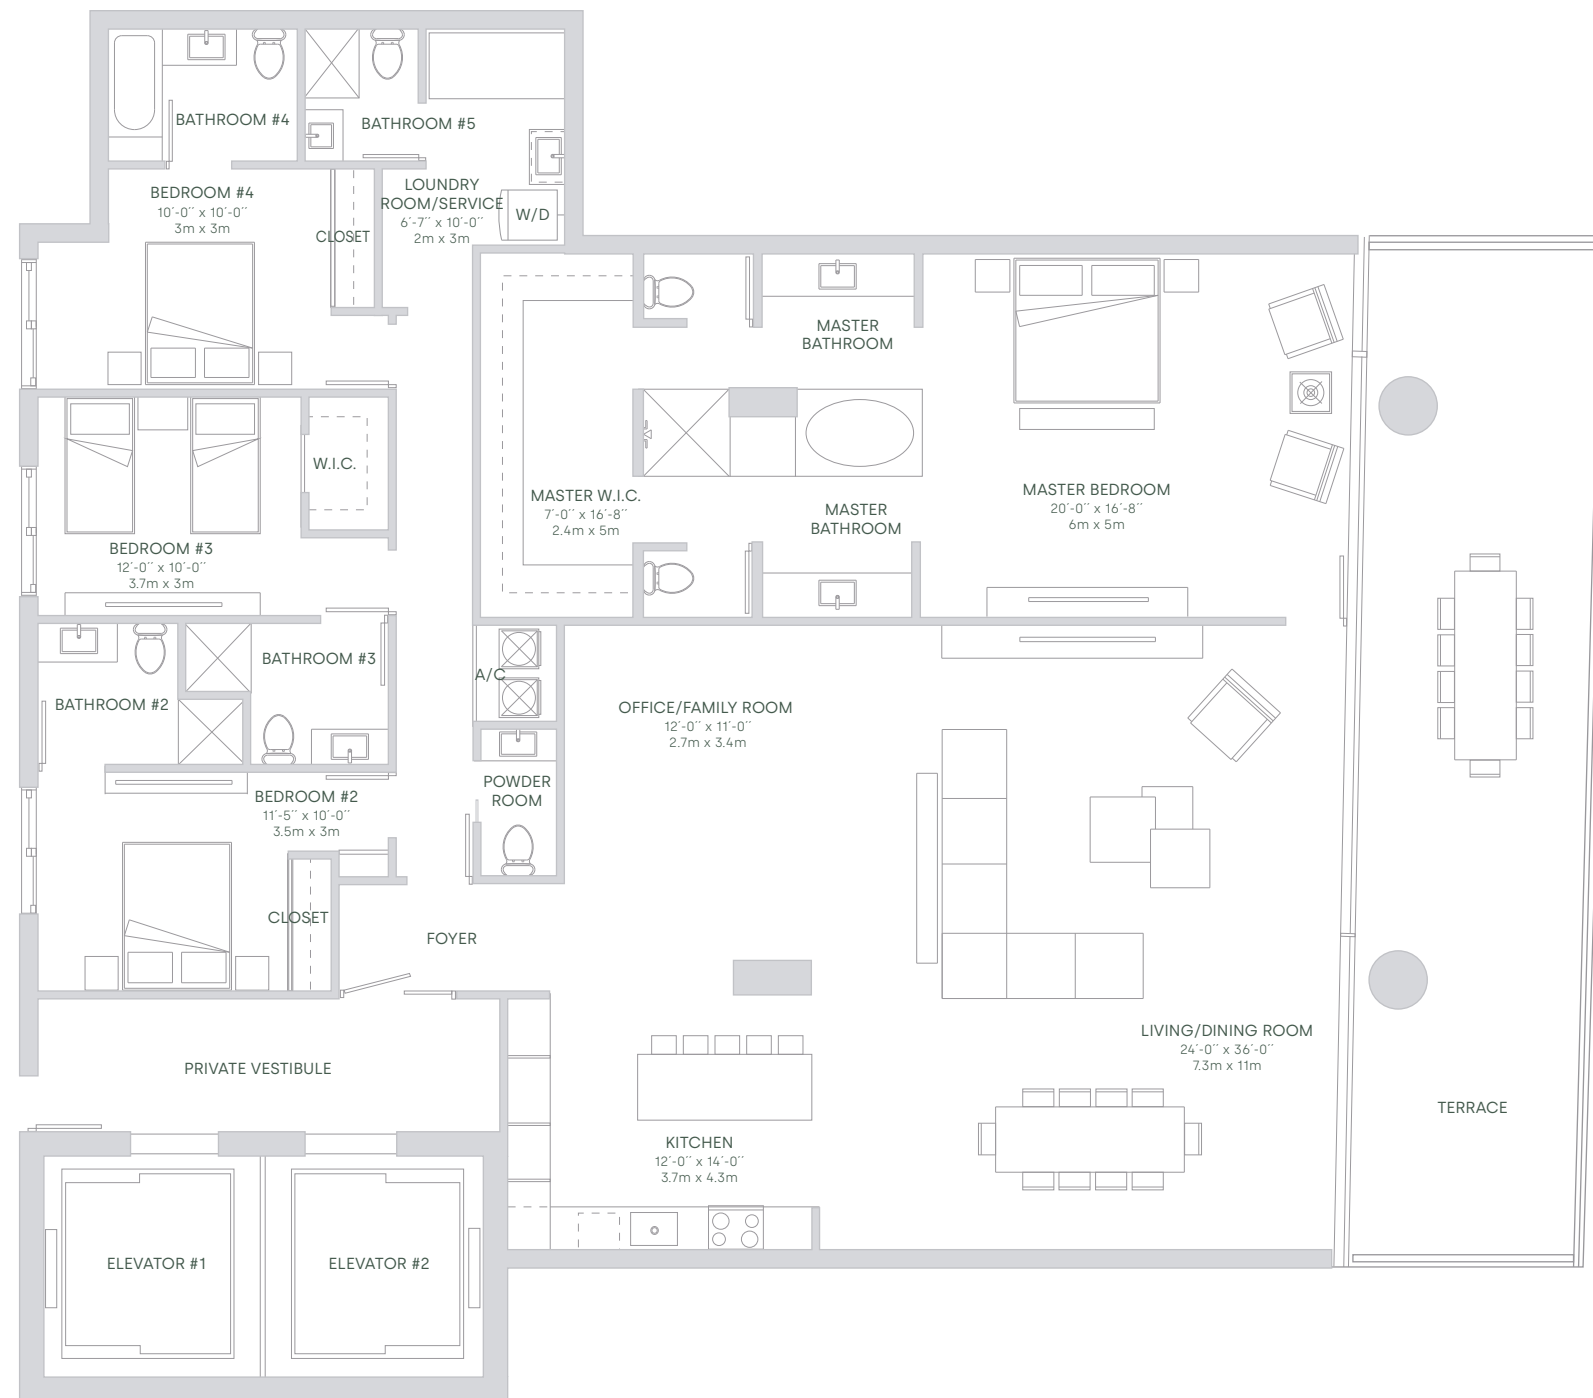 BATHROOM #4
BATHROOM #5
BEDROOM #4
10´-0´´ x 10´-0´´
3m x 3m
CLOSET
LOUNDRY
ROOM/SERVICE
6´-7´´ x 10´-0´´
2m x 3m
W/D
MASTER
BATHROOM
W.I.C.
MASTER W.I.C.
7´-0´´ x 16´-8´´
2.4m x 5m
MASTER
BATHROOM
MASTER BEDROOM
20´-0´´ x 16´-8´´
6m x 5m
BEDROOM #3
12´-0´´ x 10´-0´´
3.7m x 3m
BATHROOM #3
BATHROOM #2
A/C
OFFICE/FAMILY ROOM
12´-0´´ x 11´-0´´
2.7m x 3.4m
POWDER
ROOM
BEDROOM #2
11´-5´´ x 10´-0´´
3.5m x 3m
CLOSET
FOYER
PRIVATE VESTIBULE
LIVING/DINING ROOM
24´-0´´ x 36´-0´´
7.3m x 11m
TERRACE
KITCHEN
12´-0´´ x 14´-0´´
3.7m x 4.3m
ELEVATOR #1
ELEVATOR #2